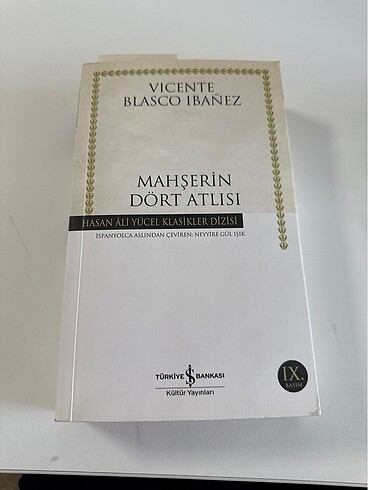 VICENTE
BLASCO IBAÑEZ
MAHŞERİN
DÖRT ATLISI
HASAN ÂLİ YÜCEL KLASİKLER DİZİSİ
İSPANYOLCA ASLINDAN ÇEVİREN: NEYYİRE GÜL IŞIK
IX.
BASIM
TÜRKİYE İŞ BANKASI
Kültür Yayınları